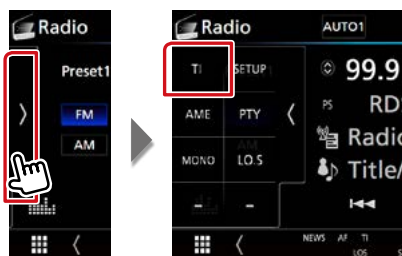 Radio
Preset1
FM
AM
Radio
AUTO1
TI
SETUP
99.9
PS
AME
PTY
Radio
AM
MONO
LO.S
Title/
NEWS AF TI
LOS